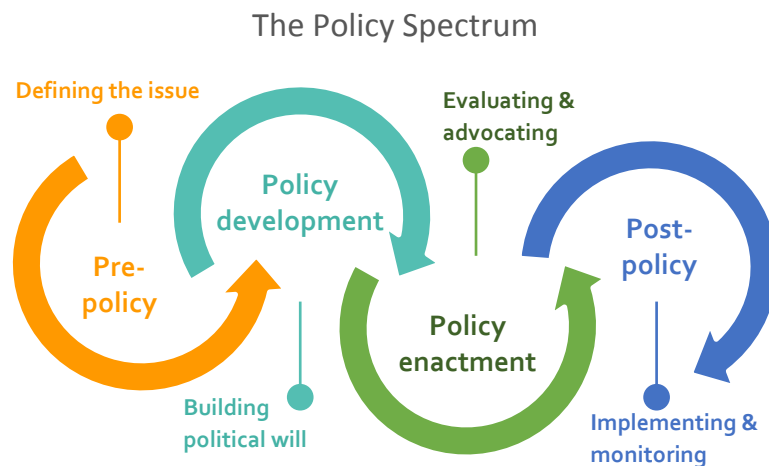 The Policy Spectrum
Defining the issue
Pre-
policy
Policy
development
Building
political will
Evaluating &
advocating
Policy
enactment
Post-
policy
Implementing &
monitoring